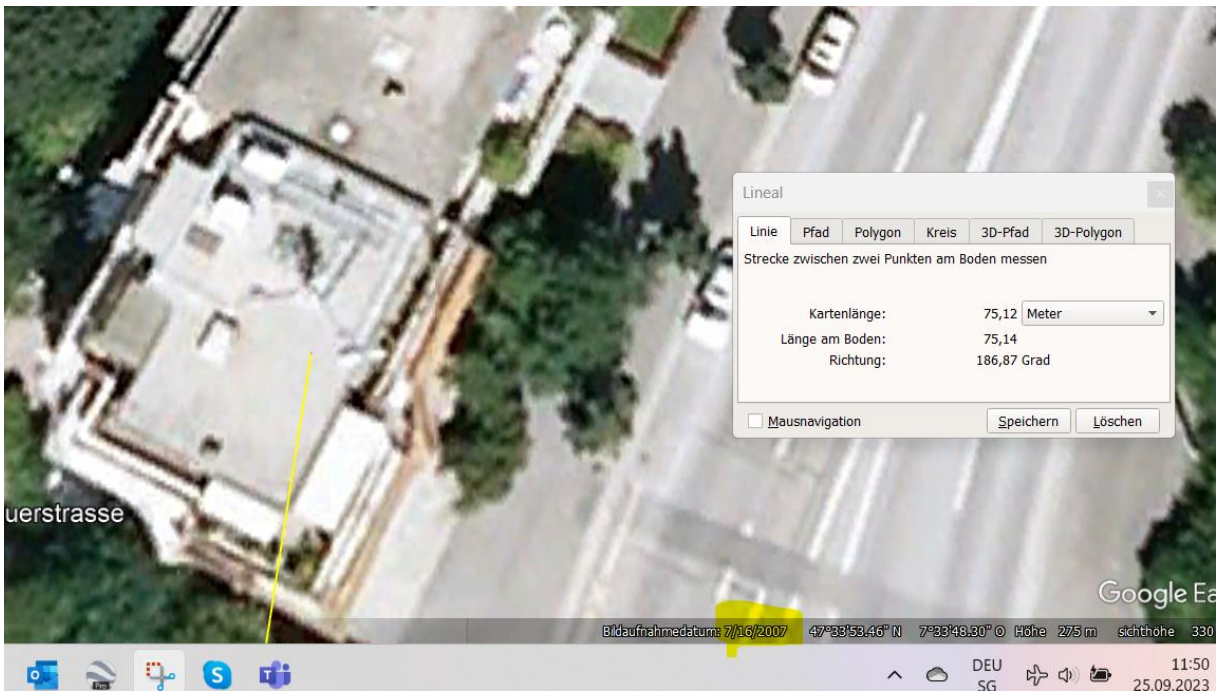 Lineal
Linie Pfad Polygon Kreis 3D-Pfad 3D-Polygon
Strecke zwischen zwei Punkten am Boden messen
Kartenlänge: 75,12 Meter
Länge am Boden: 75,14
Richtung: 186,87 Grad
Mausnavigation Speichern Löschen
uerstrasse
Google Ea
Bildaufnahmedatum: 7/16/2007 47°33'53.46" N 7°33'48.30" O Höhe 275 m sichthöhe 330
DEU 11:50
SG 25.09.2023